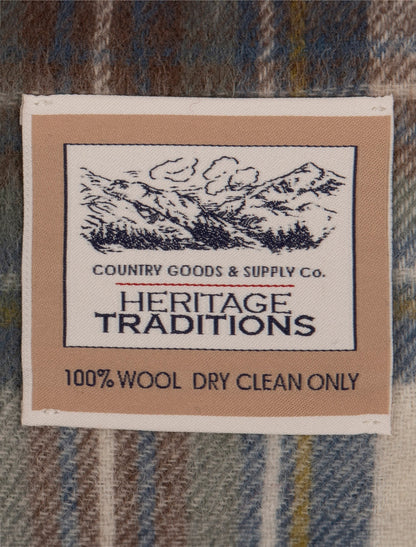 COUNTRY GOODS & SUPPLY Co.
HERITAGE
TRADITIONS
100% WOOL DRY CLEAN ONLY